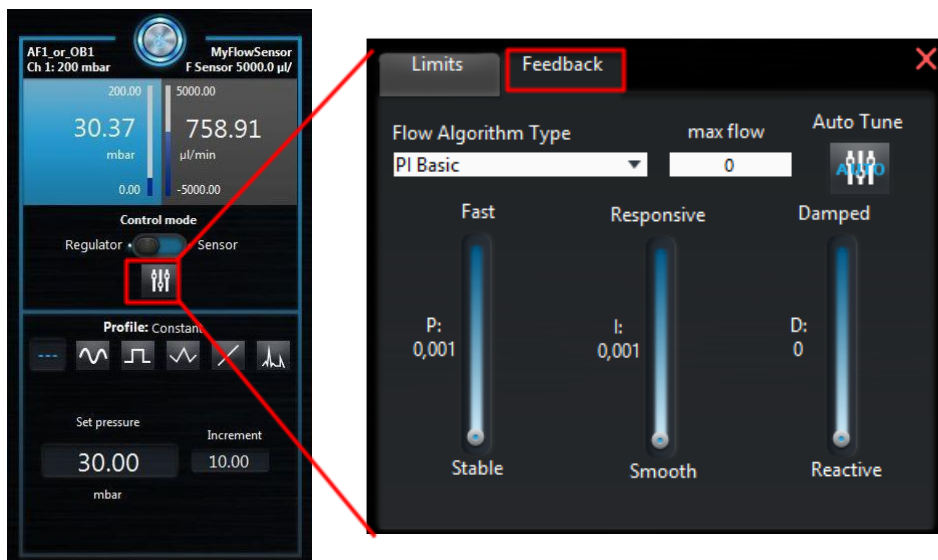 AF1_or_OB1
Ch 1: 200 mbar
MyFlowSensor
F Sensor 5000.0 µl/
200.00
30.37
mbar
0.00
5000.00
758.91
µl/min
-5000.00
Control mode
Regulator
Sensor
Profile: Constant
Set pressure
30.00
mbar
Increment
10.00
Limits
Feedback
Flow Algorithm Type
PI Basic
max flow
0
Auto Tune
AUTO
Fast
Responsive
Damped
P:
0,001
I:
0,001
D:
0
Stable
Smooth
Reactive